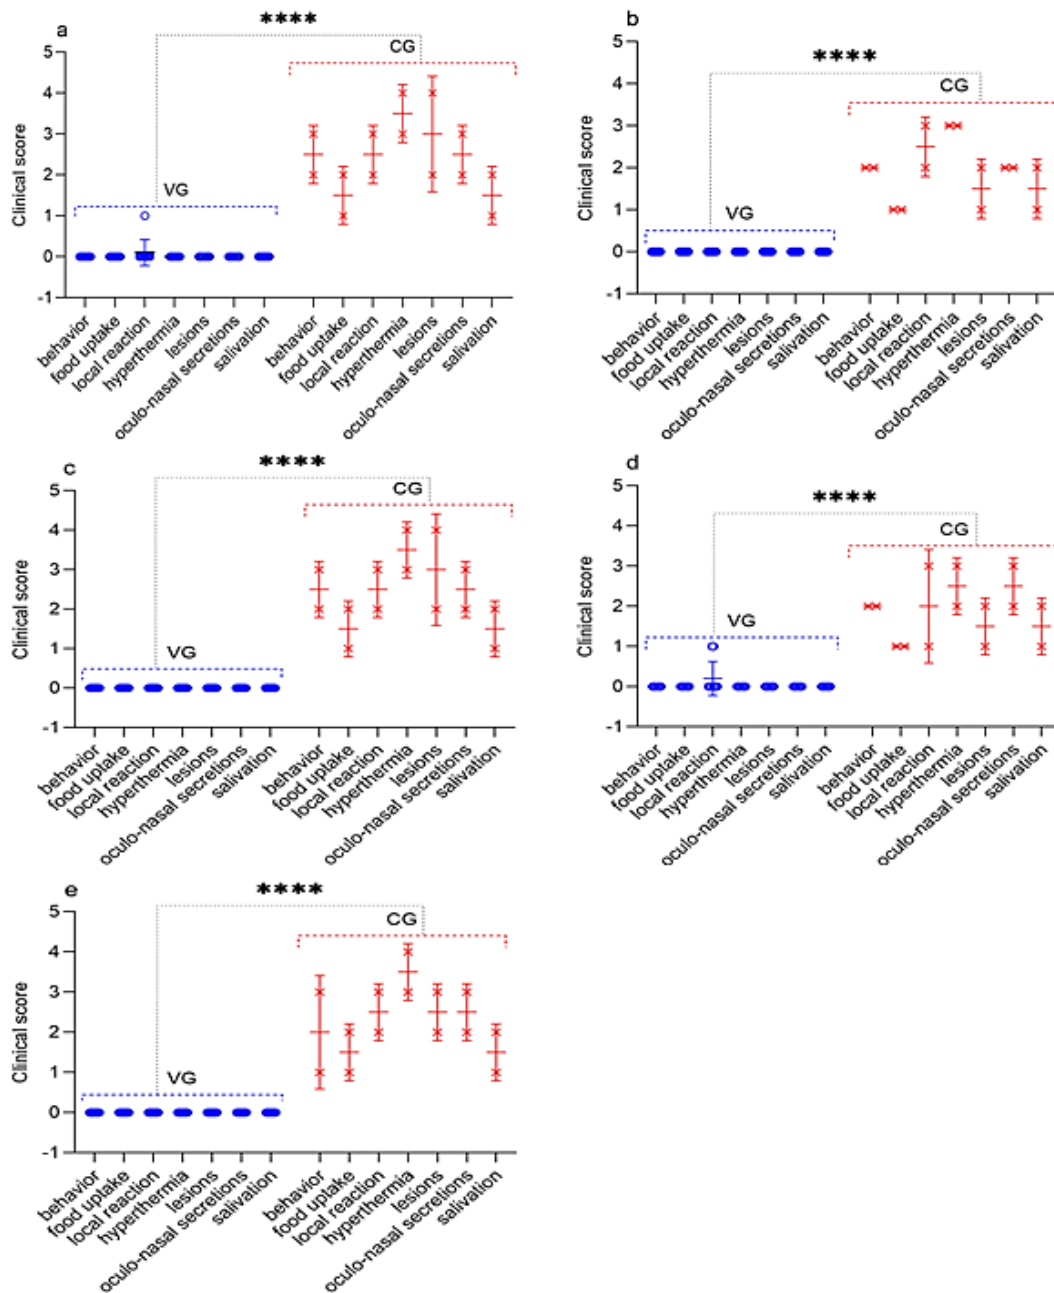 a
****
CG
VG
Clinical score
5
4
3
2
1
0
-1
behavior
food uptake
local reaction
hyperthermia
lesions
oculo-nasal secretions
salivation
behavior
food uptake
local reaction
hyperthermia
lesions
oculo-nasal secretions
salivation
b
****
CG
VG
Clinical score
5
4
3
2
1
0
-1
behavior
food uptake
local reaction
hyperthermia
lesions
oculo-nasal secretions
salivation
behavior
food uptake
local reaction
hyperthermia
lesions
oculo-nasal secretions
salivation
c
****
CG
VG
Clinical score
5
4
3
2
1
0
-1
behavior
food uptake
local reaction
hyperthermia
lesions
oculo-nasal secretions
salivation
behavior
food uptake
local reaction
hyperthermia
lesions
oculo-nasal secretions
salivation
d
****
CG
VG
Clinical score
5
4
3
2
1
0
-1
behavior
food uptake
local reaction
hyperthermia
lesions
oculo-nasal secretions
salivation
behavior
food uptake
local reaction
hyperthermia
lesions
oculo-nasal secretions
salivation
e
****
CG
VG
Clinical score
5
4
3
2
1
0
-1
behavior
food uptake
local reaction
hyperthermia
lesions
oculo-nasal secretions
salivation
behavior
food uptake
local reaction
hyperthermia
lesions
oculo-nasal secretions
salivation